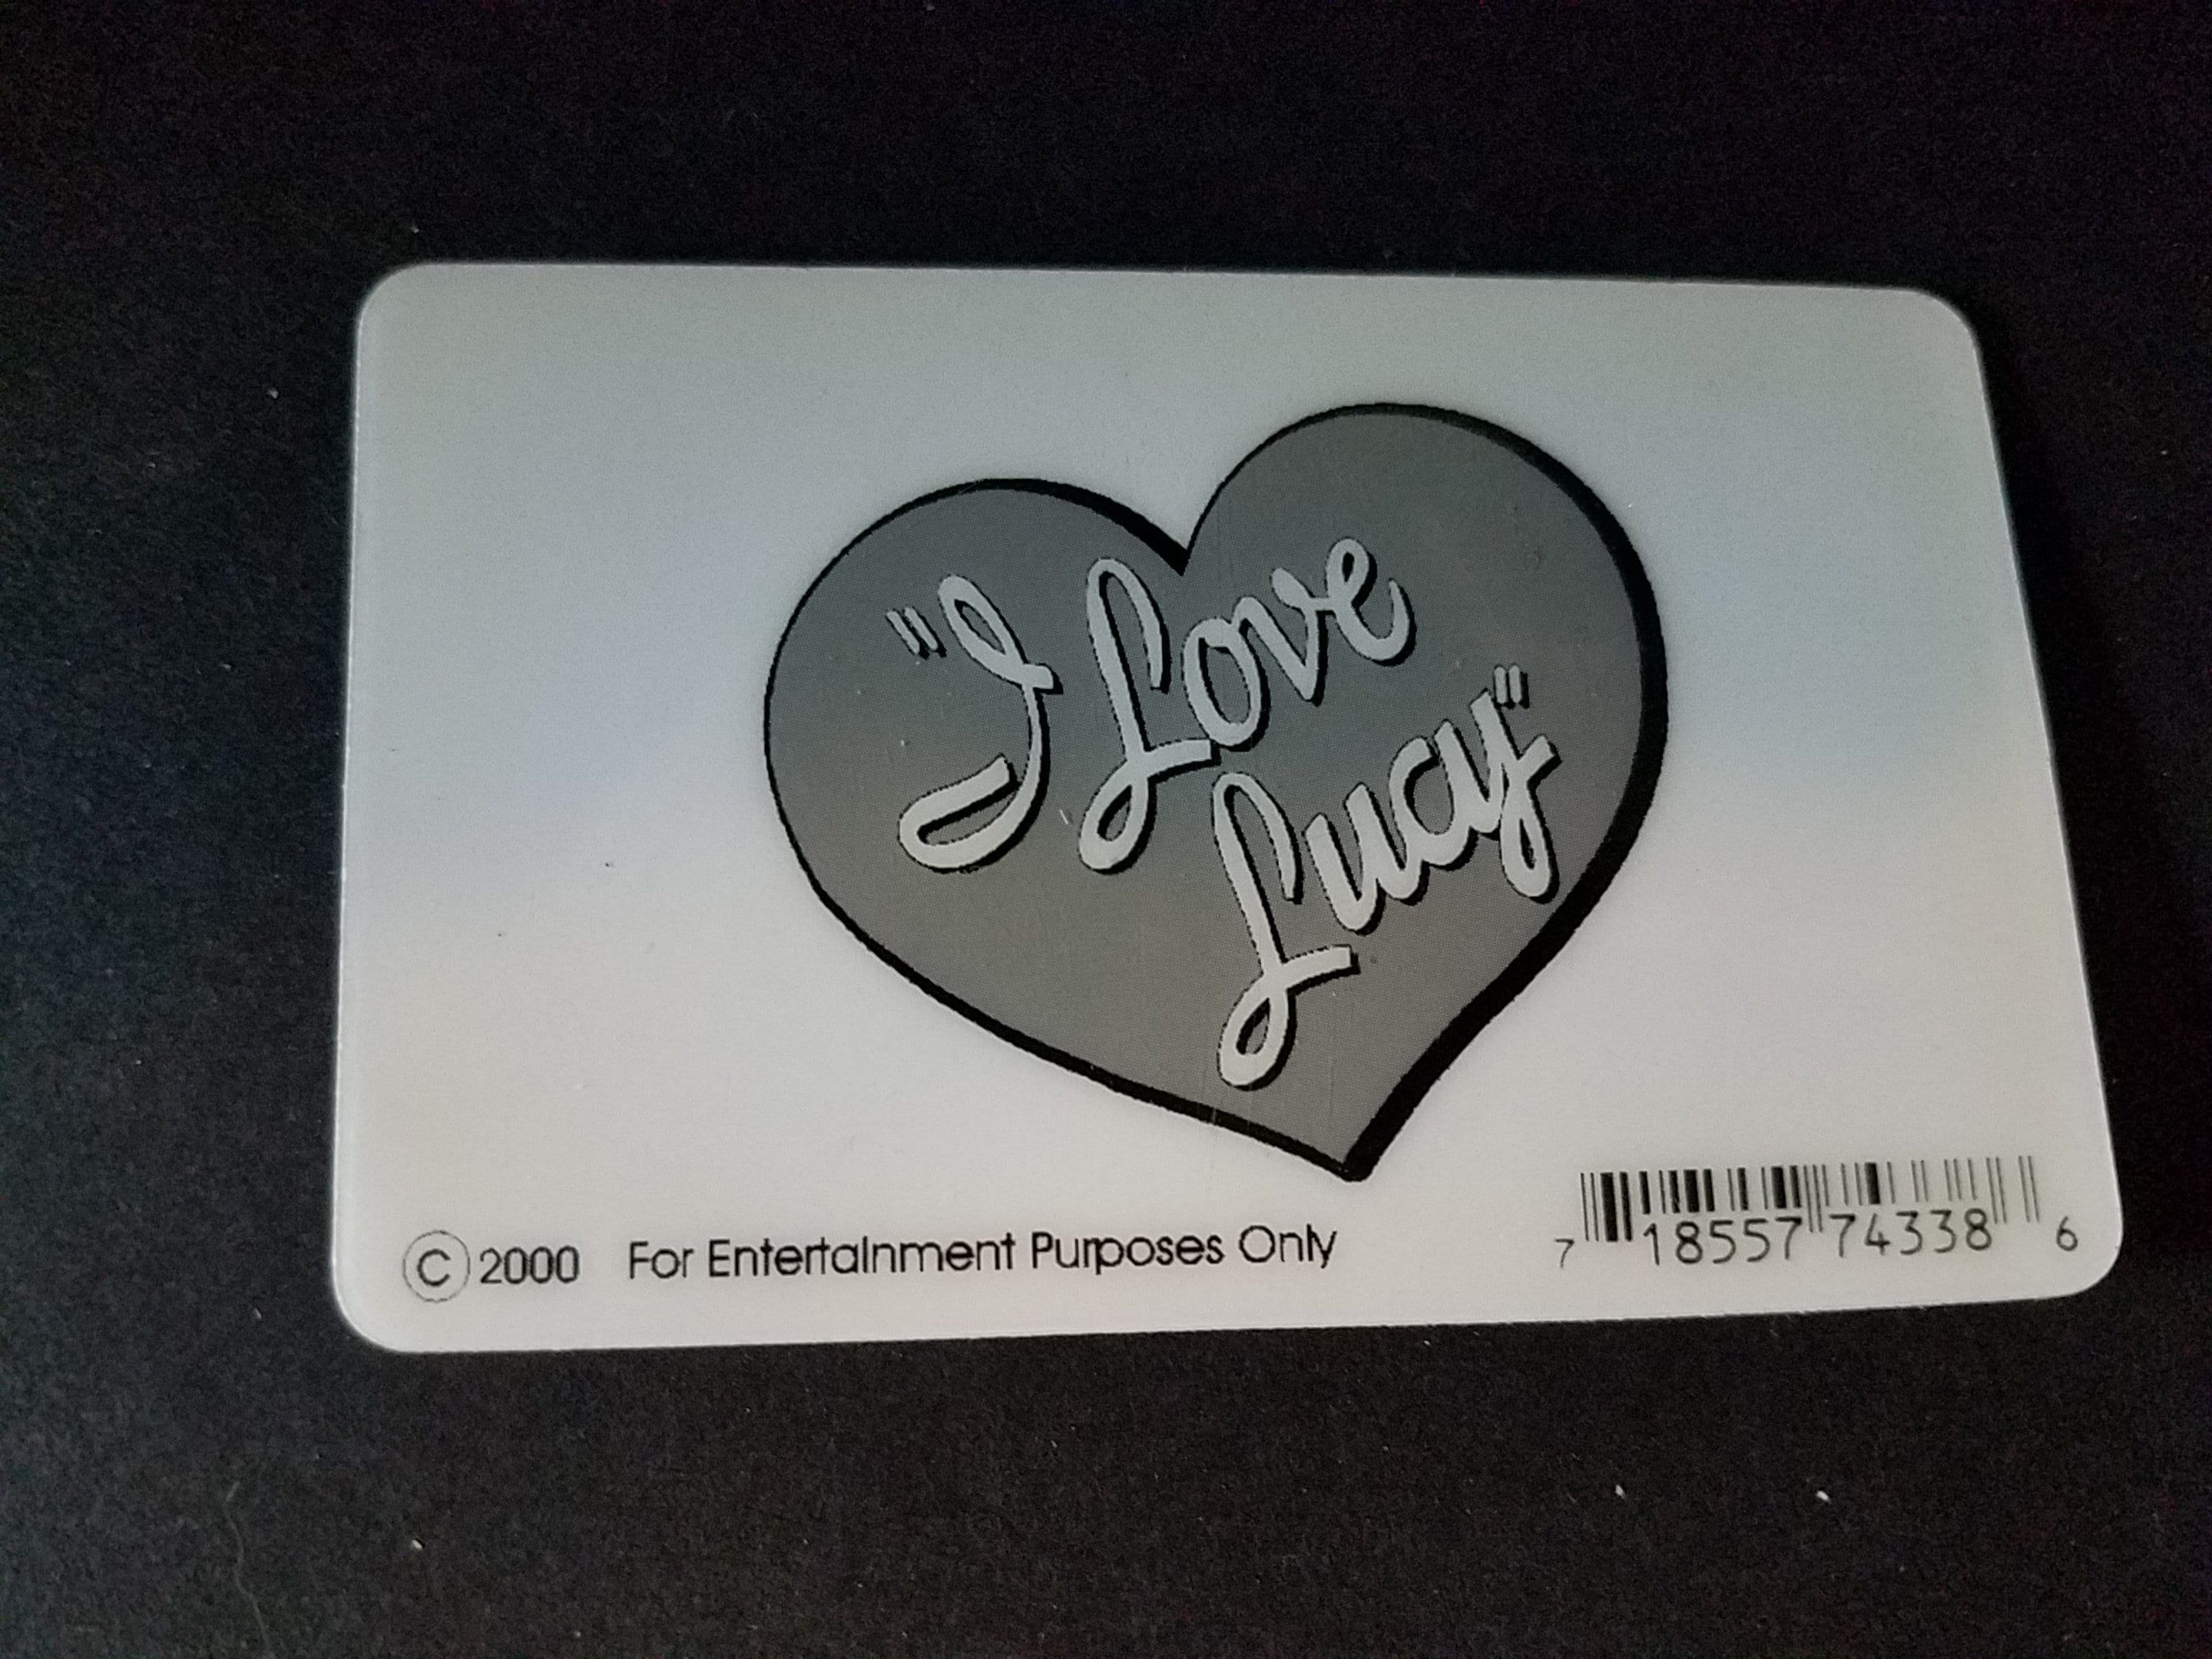 "I Love
Lucy"
© 2000 For Entertainment Purposes Only
7 18557 74338 6